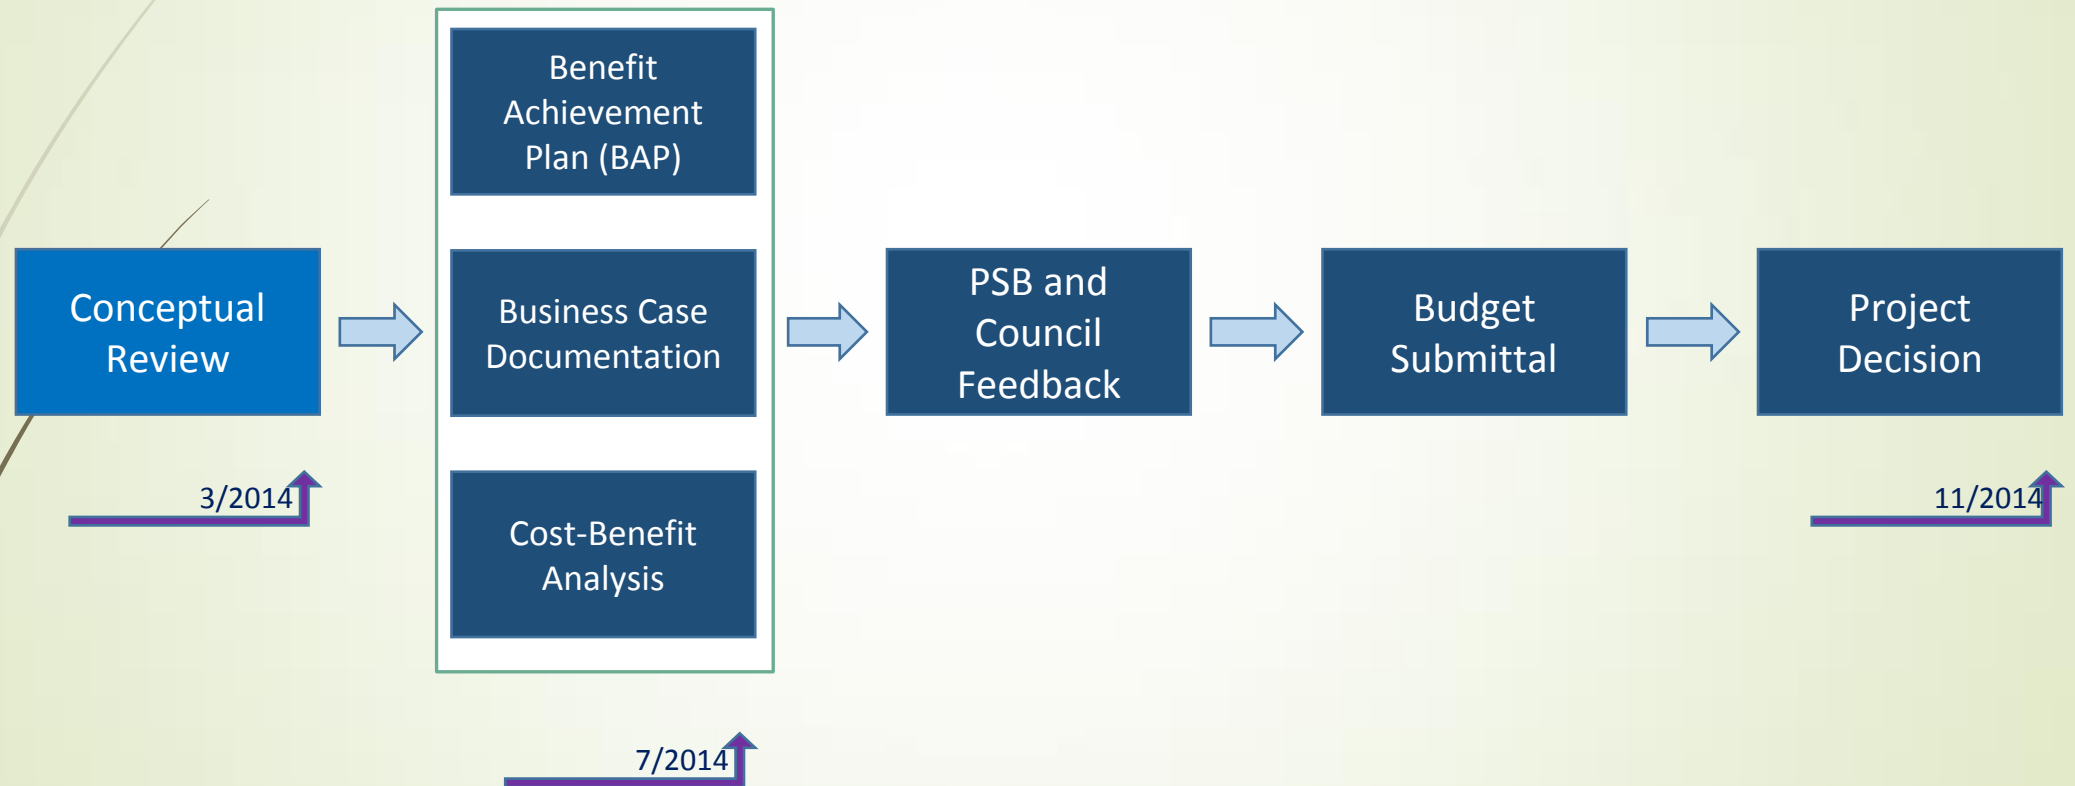 Conceptual
Review
3/2014
Benefit
Achievement
Plan (BAP)
Business Case
Documentation
Cost-Benefit
Analysis
7/2014
PSB and
Council
Feedback
Budget
Submittal
Project
Decision
11/2014